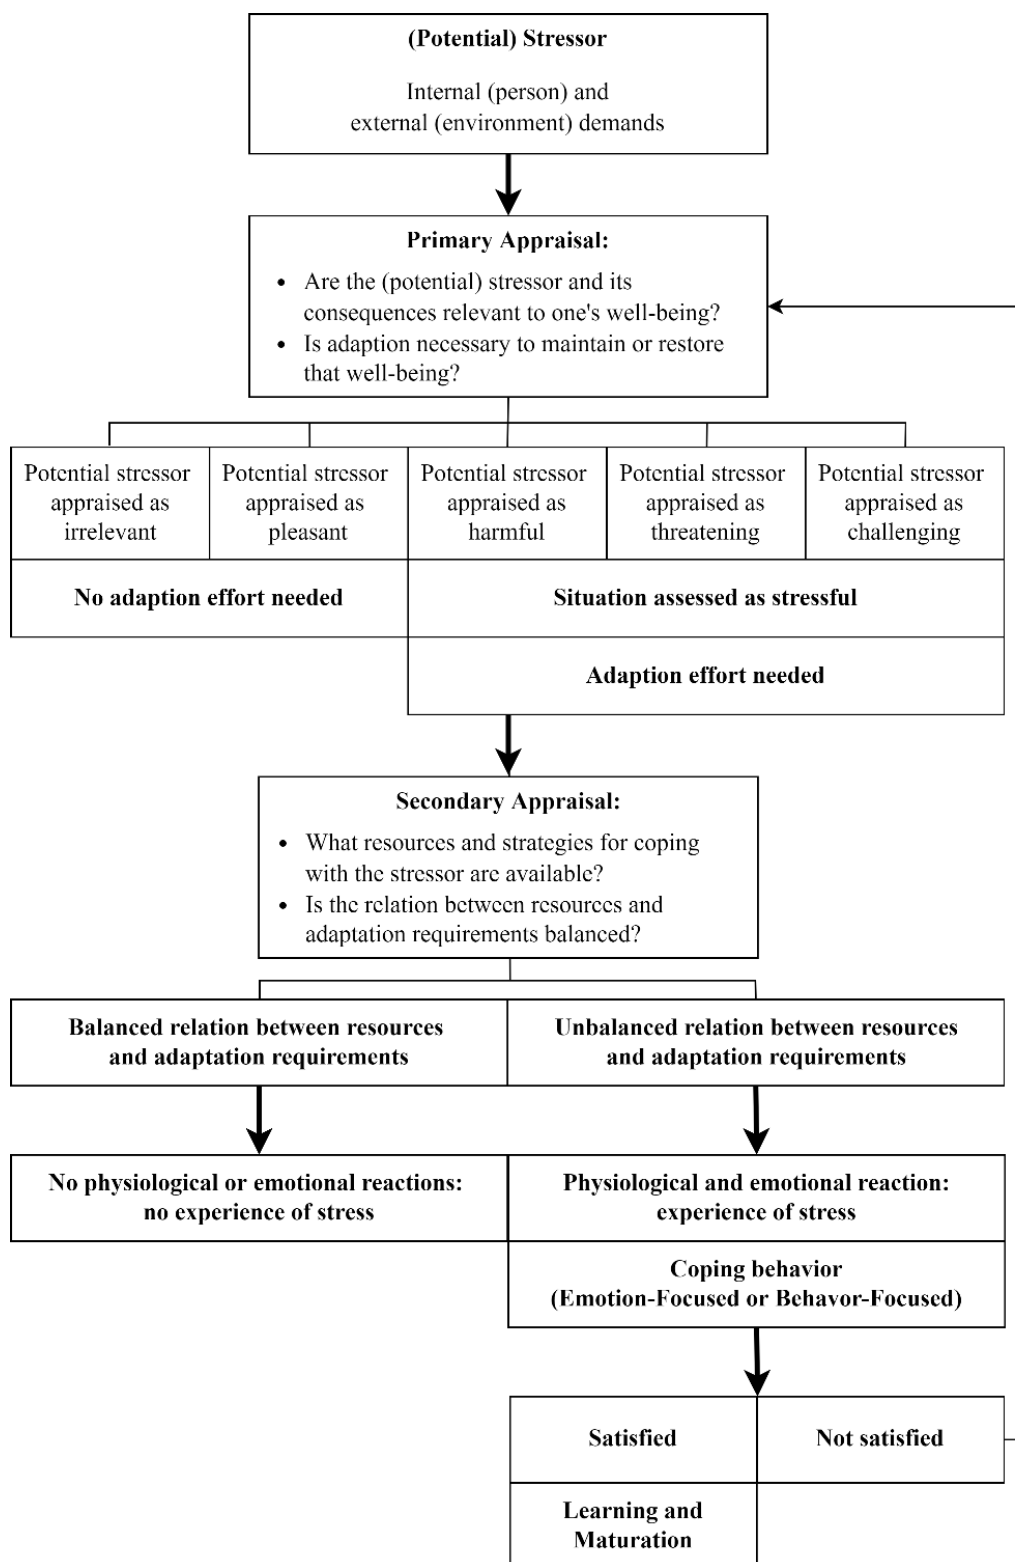 (Potential) Stressor
Internal (person) and
external (environment) demands
Primary Appraisal:
• Are the (potential) stressor and its
consequences relevant to one's well-being?
• Is adaption necessary to maintain or restore
that well-being?
Potential stressor
appraised as
irrelevant
Potential stressor
appraised as
pleasant
Potential stressor
appraised as
harmful
Potential stressor
appraised as
threatening
Potential stressor
appraised as
challenging
No adaption effort needed
Situation assessed as stressful
Adaption effort needed
Secondary Appraisal:
• What resources and strategies for coping
with the stressor are available?
• Is the relation between resources and
adaptation requirements balanced?
Balanced relation between resources
and adaptation requirements
Unbalanced relation between resources
and adaptation requirements
No physiological or emotional reactions:
no experience of stress
Physiological and emotional reaction:
experience of stress
Coping behavior
(Emotion-Focused or Behavor-Focused)
Satisfied
Not satisfied
Learning and
Maturation